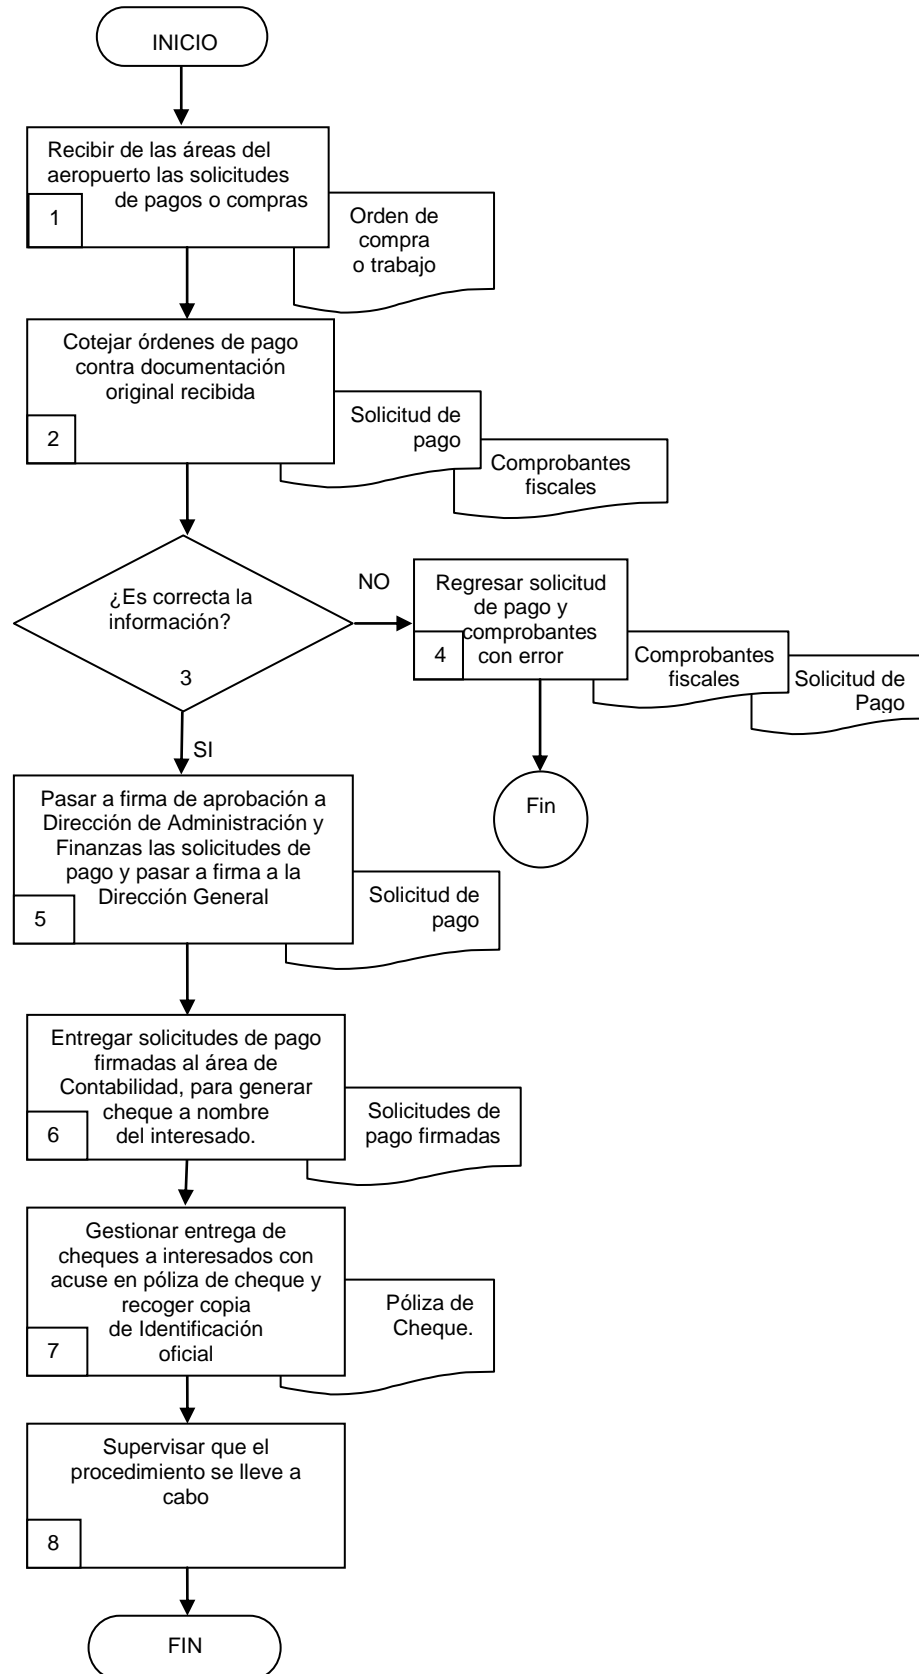 INICIO
Recibir de las áreas del
aeropuerto las solicitudes
de pagos o compras
1
Orden de
compra
o trabajo
Cotejar órdenes de pago
contra documentación
original recibida
2
Solicitud de
pago
Comprobantes
fiscales
¿Es correcta la
información?
3
NO
Regresar solicitud
de pago y
comprobantes
con error
4
Comprobantes
fiscales
Solicitud de
Pago
Fin
SI
Pasar a firma de aprobación a
Dirección de Administración y
Finanzas las solicitudes de
pago y pasar a firma a la
Dirección General
5
Solicitud de
pago
Entregar solicitudes de pago
firmadas al área de
Contabilidad, para generar
cheque a nombre
del interesado.
6
Solicitudes de
pago firmadas
Gestionar entrega de
cheques a interesados con
acuse en póliza de cheque y
recoger copia
de Identificación
oficial
7
Póliza de
Cheque.
Supervisar que el
procedimiento se lleve a
cabo
8
FIN